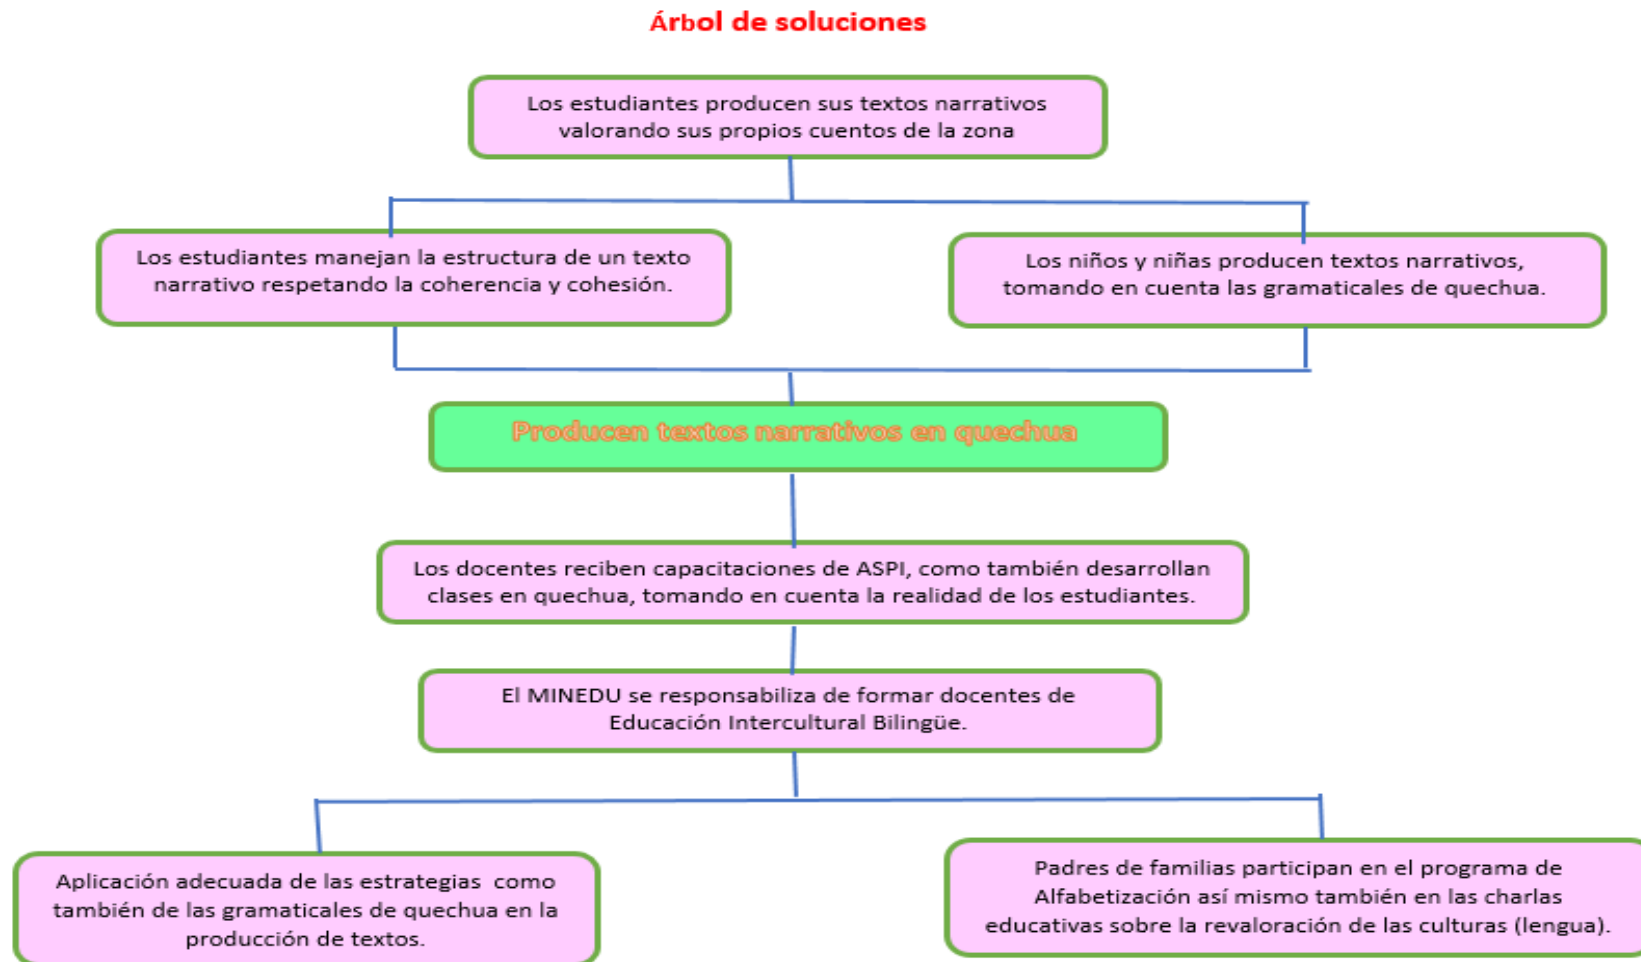 Árbol de soluciones
Los estudiantes producen sus textos narrativos
valorando sus propios cuentos de la zona
Los estudiantes manejan la estructura de un texto
narrativo respetando la coherencia y cohesión.
Los niños y niñas producen textos narrativos,
tomando en cuenta las gramaticales de quechua.
Producen textos narrativos en quechua
Los docentes reciben capacitaciones de ASPI, como también desarrollan
clases en quechua, tomando en cuenta la realidad de los estudiantes.
El MINEDU se responsabiliza de formar docentes de
Educación Intercultural Bilingüe.
Aplicación adecuada de las estrategias  como
también de las gramaticales de quechua en la
producción de textos.
Padres de familias participan en el programa de
Alfabetización así mismo también en las charlas
educativas sobre la revaloración de las culturas (lengua).